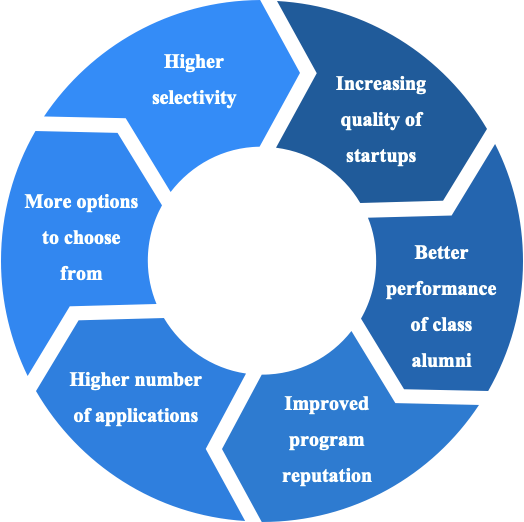 Higher
selectivity
Increasing
quality of
startups
Better
performance
of class
alumni
Improved
program
reputation
Higher number
of applications
More options
to choose
from